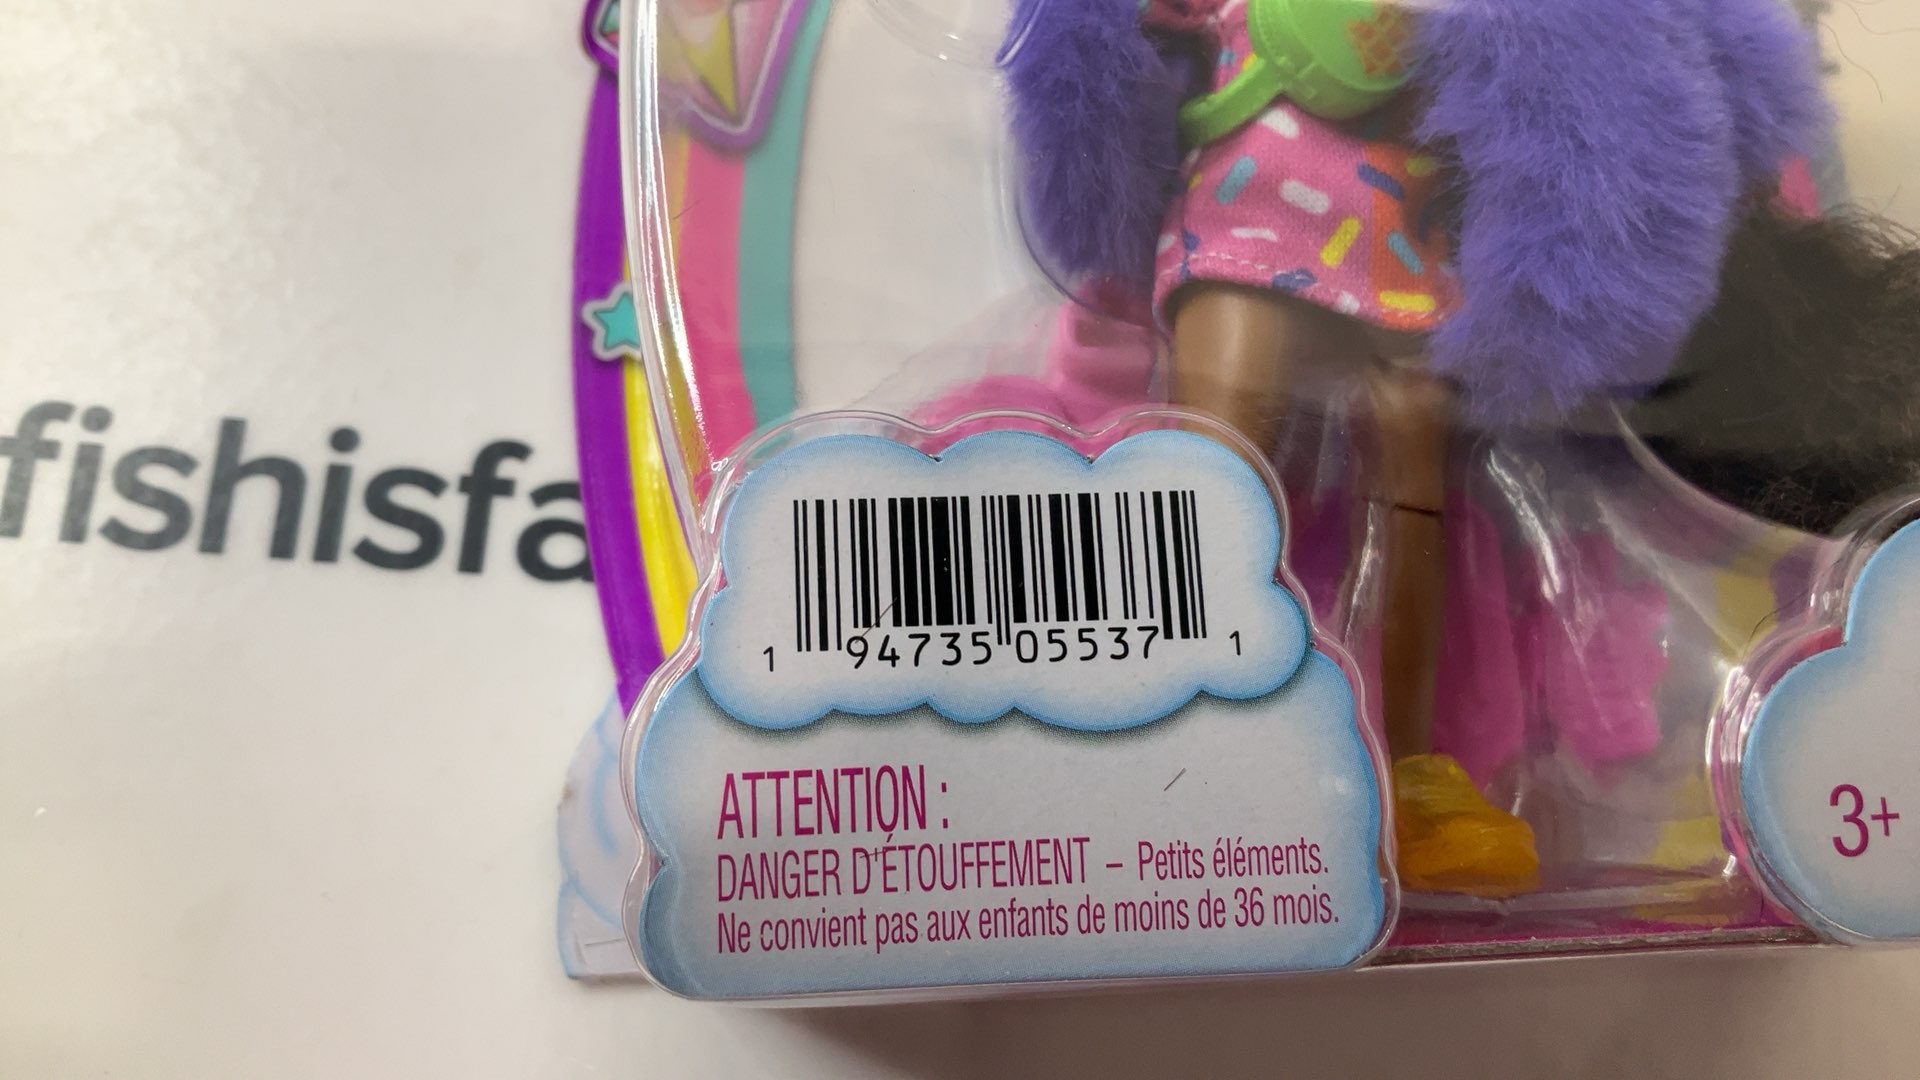 fishisfa
1 94735 05537 1
ATTENTION :
DANGER D'ÉTOUFFEMENT – Petits éléments.
Ne convient pas aux enfants de moins de 36 mois.
3+